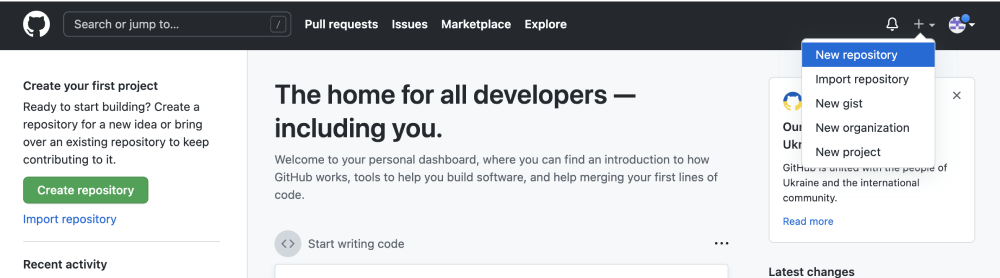 Search or jump to... /
Pull requests Issues Marketplace Explore
New repository
Import repository
New gist
New organization
New project
Create your first project
Ready to start building? Create a
repository for a new idea or bring
over an existing repository to keep
contributing to it.
Create repository
Import repository
Recent activity
The home for all developers —
including you.
Welcome to your personal dashboard, where you can find an introduction to how
GitHub works, tools to help you build software, and help merging your first lines of
code.
Start writing code
Our
Ukr
GitHub is united with the people of
Ukraine and the international
community.
Read more
Latest changes